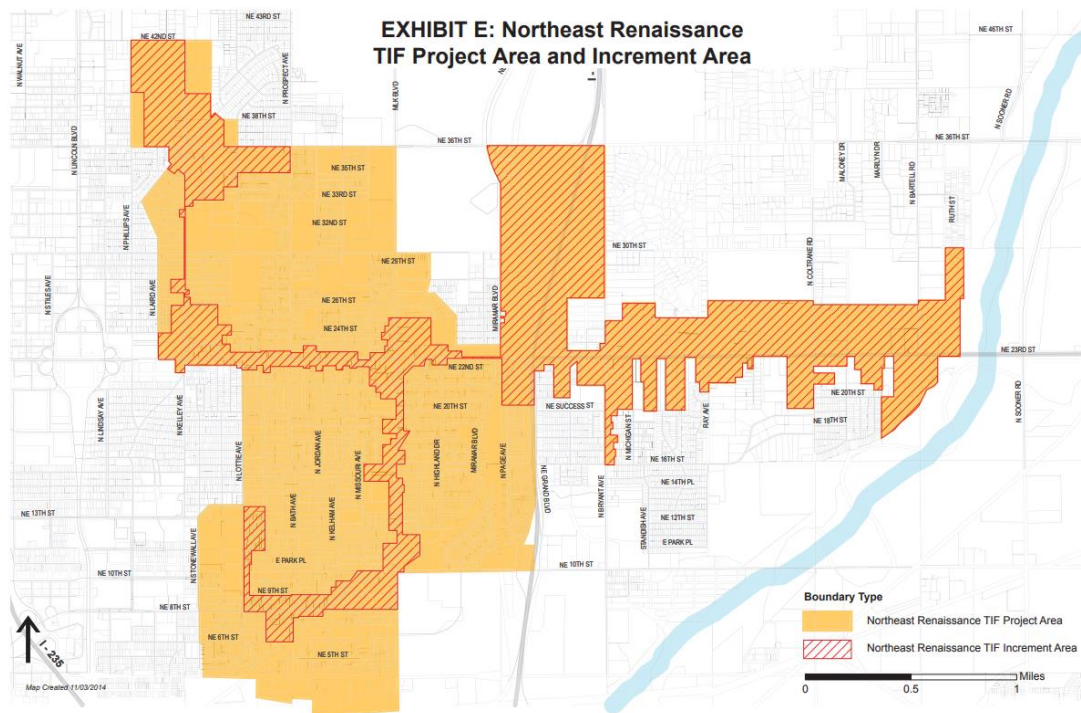 EXHIBIT E: Northeast Renaissance
TIF Project Area and Increment Area
NE 43RD ST
NE 42ND ST
NE 46TH ST
N WALNUT AVE
N PROSPECT AVE
MLK BLVD
I -
N SOONER RD
NE 38TH ST
NE 36TH ST
NE 36TH ST
N LINCOLN BLVD
NE 35TH ST
MALONEY DR
MARILYN DR
N BARTELL RD
NE 33RD ST
RUTH ST
N PHILLIPS AVE
NE 32ND ST
NE 30TH ST
N COLTRANE RD
NE 29TH ST
N STILES AVE
N LAIRD AVE
NE 26TH ST
MIRAMAR BLVD
NE 24TH ST
NE 23RD ST
NE 22ND ST
N LINDSAY AVE
N KELLEY AVE
NE 20TH ST
NE SUCCESS ST
N MICHIGAN ST
RAY AVE
NE 20TH ST
N SOONER RD
NE 18TH ST
N LOTTIE AVE
N JORDAN AVE
N MISSOURI AVE
N HIGHLAND DR
MIRAMAR BLVD
N PAGE AVE
NE 16TH ST
NE GRAND BLVD
N BRYANT AVE
NE 14TH PL
NE 13TH ST
N BATH AVE
N KELHAM AVE
STANDISH AVE
NE 12TH ST
E PARK PL
N STONEWALL AVE
E PARK PL
NE 10TH ST
NE 10TH ST
NE 9TH ST
NE 8TH ST
NE 6TH ST
NE 5TH ST
I - 235
Boundary Type
Northeast Renaissance TIF Project Area
Northeast Renaissance TIF Increment Area
Miles
0 0.5 1
Map Created 11/03/2014